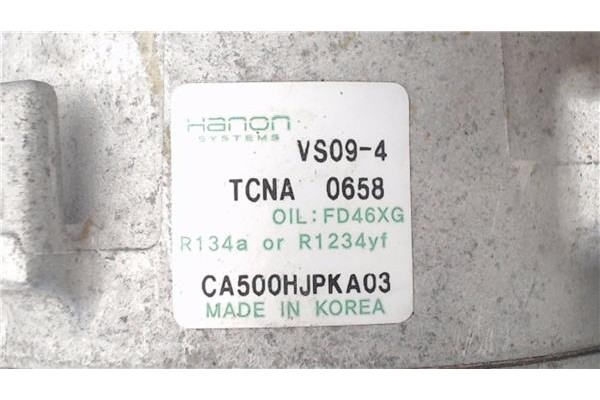 Hanon
SYSTEMS
VS09-4
TCNA 0658
OIL:FD46XG
R134a or R1234yf
CA500HJPKA03
MADE IN KOREA